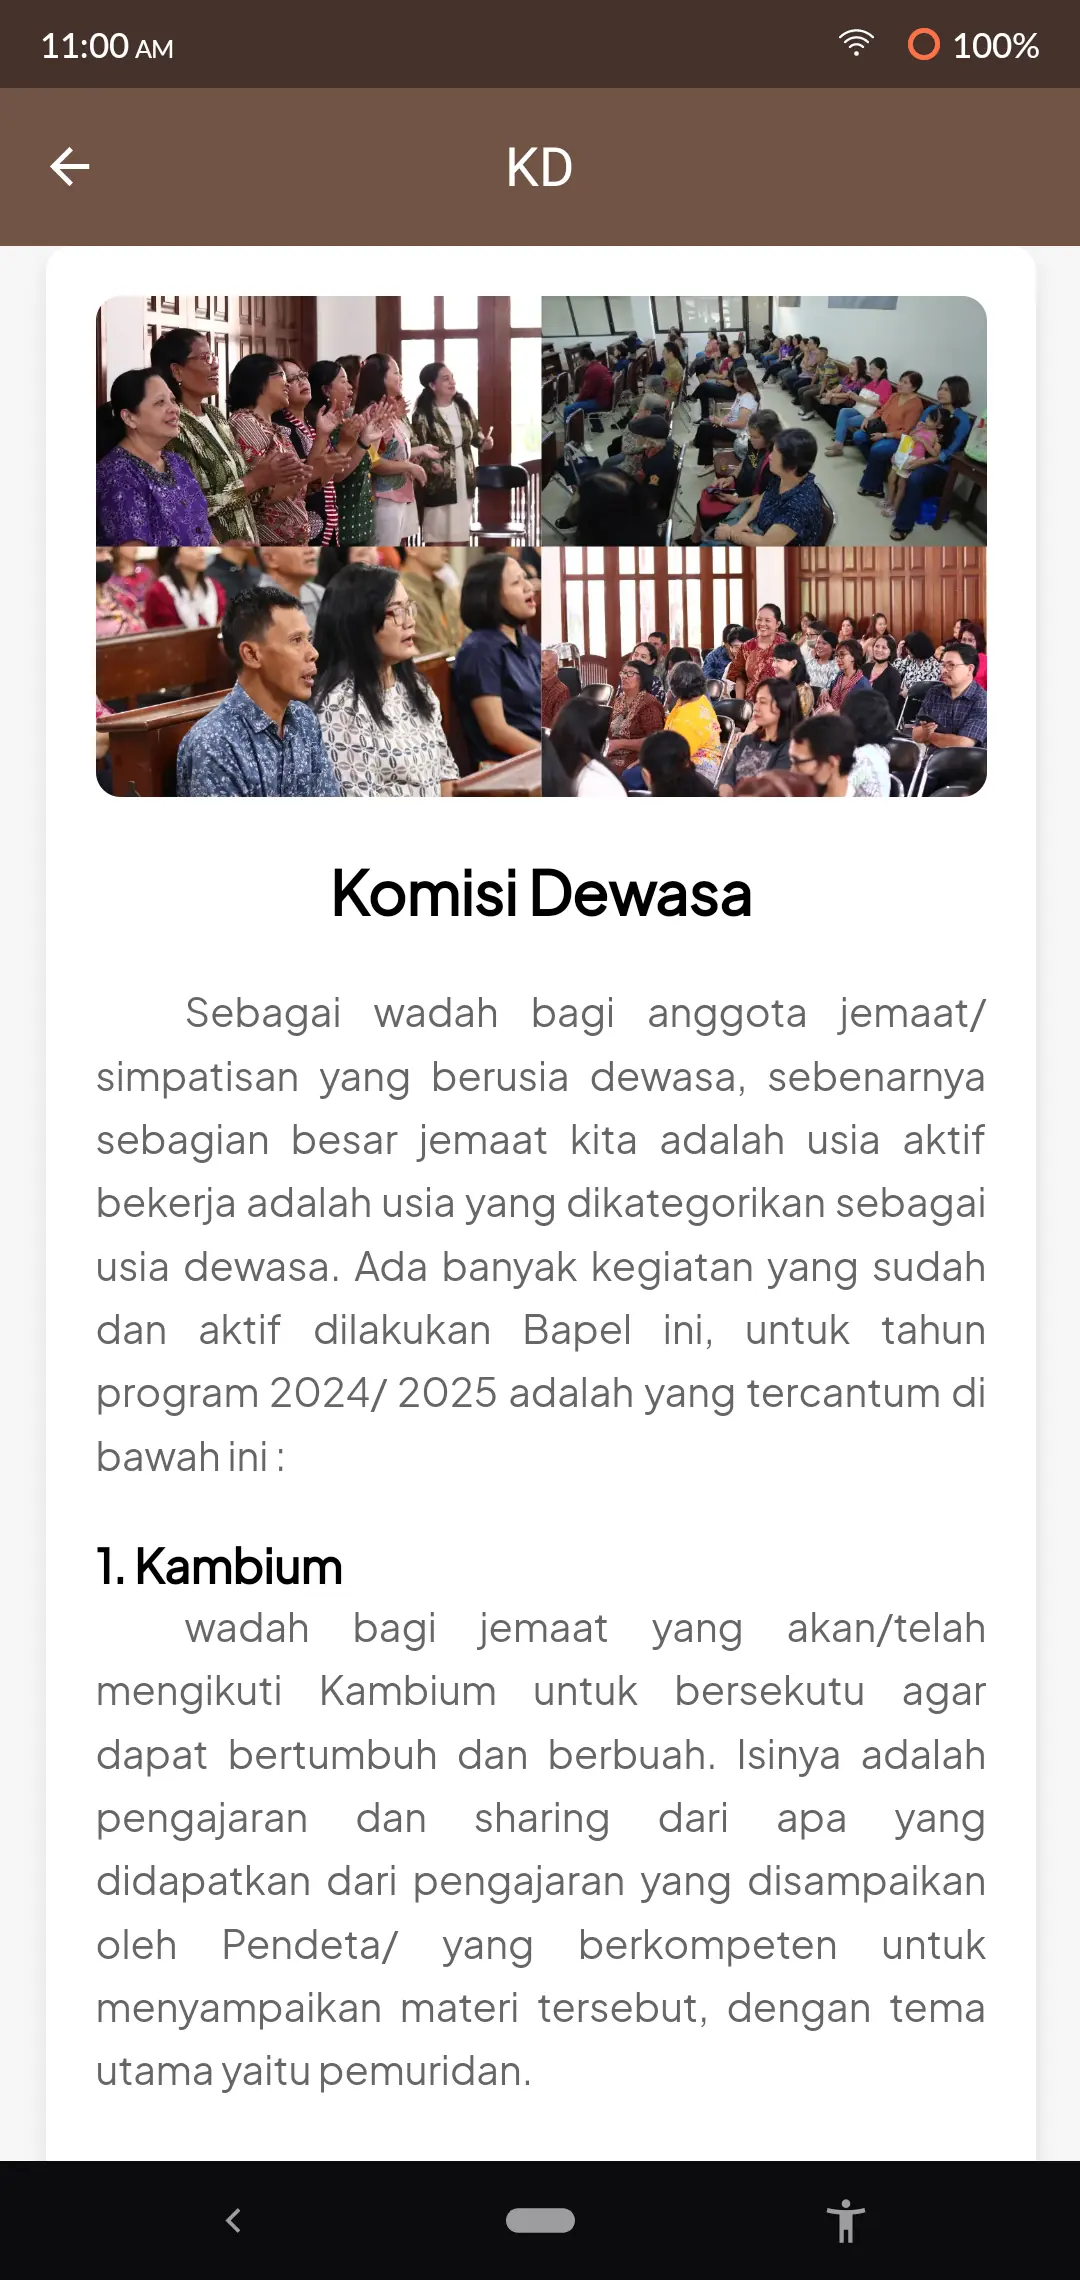 11:00 AM
100%
KD
Komisi Dewasa
Sebagai wadah bagi anggota jemaat/
simpatisan yang berusia dewasa, sebenarnya
sebagian besar jemaat kita adalah usia aktif
bekerja adalah usia yang dikategorikan sebagai
usia dewasa. Ada banyak kegiatan yang sudah
dan aktif dilakukan Bapel ini, untuk tahun
program 2024/ 2025 adalah yang tercantum di
bawah ini :
1. Kambium
wadah bagi jemaat yang akan/telah
mengikuti Kambium untuk bersekutu agar
dapat bertumbuh dan berbuah. Isinya adalah
pengajaran dan sharing dari apa yang
didapatkan dari pengajaran yang disampaikan
oleh Pendeta/ yang berkompeten untuk
menyampaikan materi tersebut, dengan tema
utama yaitu pemuridan.